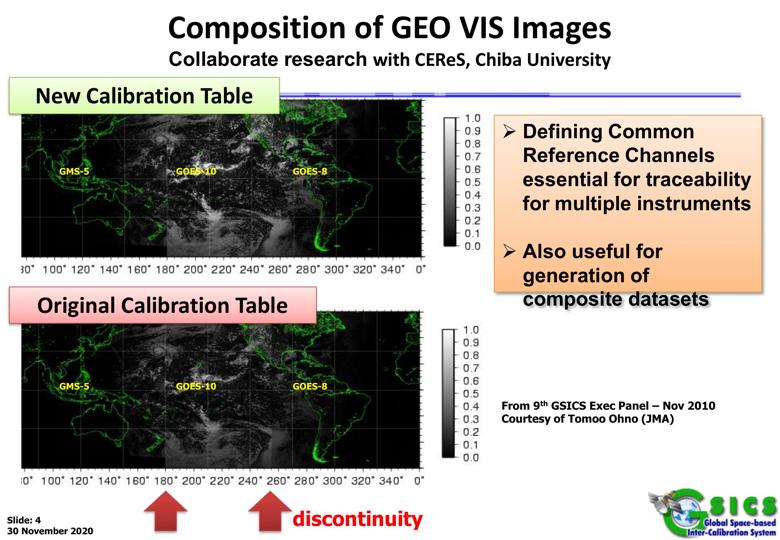 Composition of GEO VIS Images
Collaborate research with CEReS, Chiba University
New Calibration Table
GMS-5
GOES-10
GOES-8
1.0
0.9
0.8
0.7
0.6
0.5
0.4
0.3
0.2
0.1
0.0
100° 120° 140° 160° 180° 200° 220° 240° 260° 280° 300° 320° 340° 0°
➢ Defining Common
Reference Channels
essential for traceability
for multiple instruments
➢ Also useful for
generation of
composite datasets
Original Calibration Table
GMS-5
GOES-10
GOES-8
1.0
0.9
0.8
0.7
0.6
0.5
0.4
0.3
0.2
0.1
0.0
100° 120° 140° 160° 180° 200° 220° 240° 260° 280° 300° 320° 340° 0°
From 9th GSICS Exec Panel – Nov 2010
Courtesy of Tomoo Ohno (JMA)
discontinuity
Slide: 4
30 November 2020
GSICS
Global Space-based
Inter-Calibration System